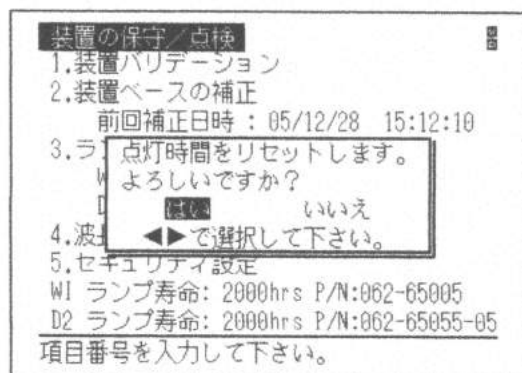 装置の保守/点検
1.装置バリデーション
2.装置ベースの補正
前回補正日時 : 05/12/28 15:12:10
3.ラ
点灯時間をリセットします。
よろしいですか?
はい いいえ
◀▶で選択して下さい。
4.波
5.セキュリティ設定
WI ランプ寿命: 2000hrs P/N:062-65005
D2 ランプ寿命: 2000hrs P/N:062-65055-05
項目番号を入力して下さい。